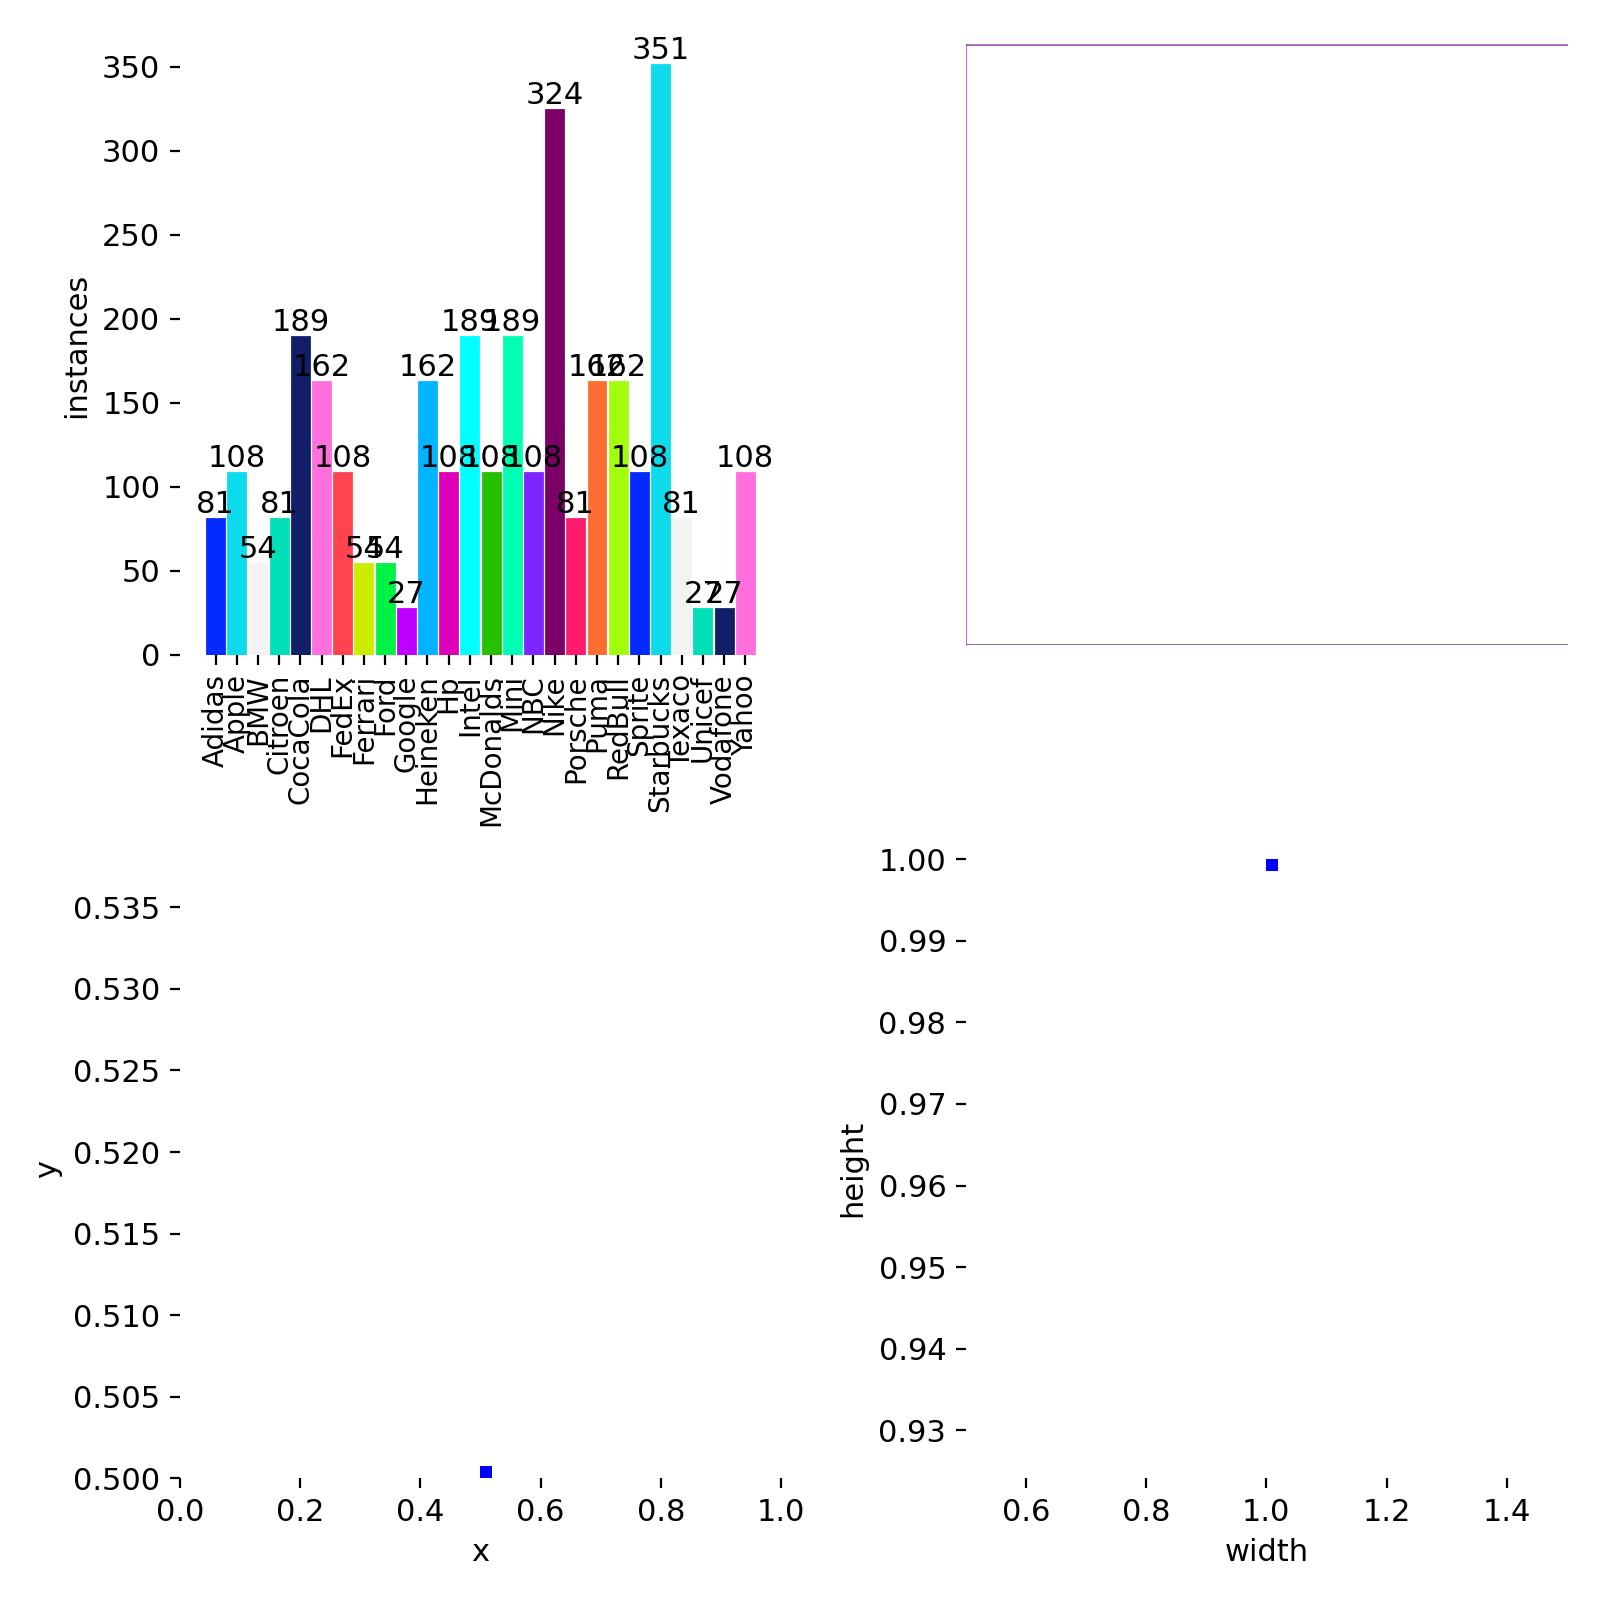 351
350
324
300
250
instances
200
189
189
189
162
162
162
162
150
108
108
108
108
108
108
108
100
81
81
81
81
54
54
54
50
27
27
27
0
Adidas
Apple
BMW
Citroen
CocaCola
DHL
FedEx
Ferrari
Ford
Google
Heineken
Hp
Intel
McDonalds
Mini
NBC
Nike
Porsche
Puma
RedBull
Sprite
Starbucks
Texaco
Unicef
Vodafone
Yahoo
0.535
0.530
0.525
0.520
y
0.515
0.510
0.505
0.500
0.0 0.2 0.4 0.6 0.8 1.0
x
1.00
0.99
0.98
0.97
height
0.96
0.95
0.94
0.93
0.6 0.8 1.0 1.2 1.4
width